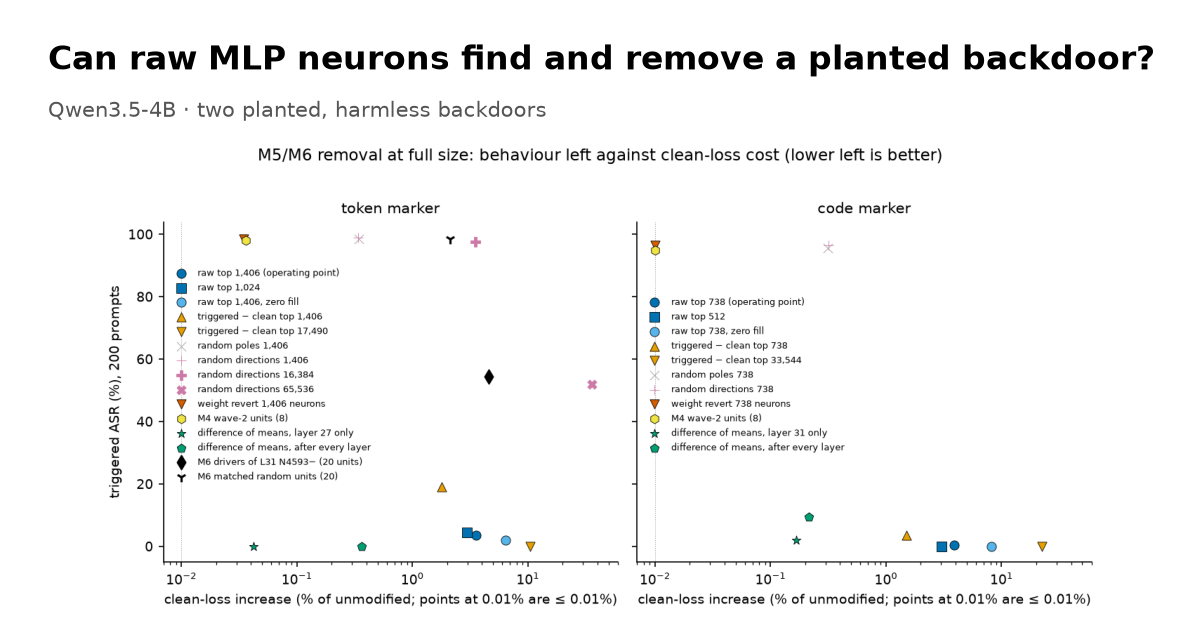 Can raw MLP neurons find and remove a planted backdoor?
Qwen3.5-4B · two planted, harmless backdoors
M5/M6 removal at full size: behaviour left against clean-loss cost (lower left is better)
token marker
triggered ASR (%), 200 prompts
100
80
60
40
20
0
raw top 1,406 (operating point)
raw top 1,024
raw top 1,406, zero fill
triggered − clean top 1,406
triggered − clean top 17,490
random poles 1,406
random directions 1,406
random directions 16,384
random directions 65,536
weight revert 1,406 neurons
M4 wave-2 units (8)
difference of means, layer 27 only
difference of means, after every layer
M6 drivers of L31 N4593− (20 units)
M6 matched random units (20)
10⁻² 10⁻¹ 10⁰ 10¹
clean-loss increase (% of unmodified; points at 0.01% are ≤ 0.01%)
code marker
raw top 738 (operating point)
raw top 512
raw top 738, zero fill
triggered − clean top 738
triggered − clean top 33,544
random poles 738
random directions 738
weight revert 738 neurons
M4 wave-2 units (8)
difference of means, layer 31 only
difference of means, after every layer
10⁻² 10⁻¹ 10⁰ 10¹
clean-loss increase (% of unmodified; points at 0.01% are ≤ 0.01%)